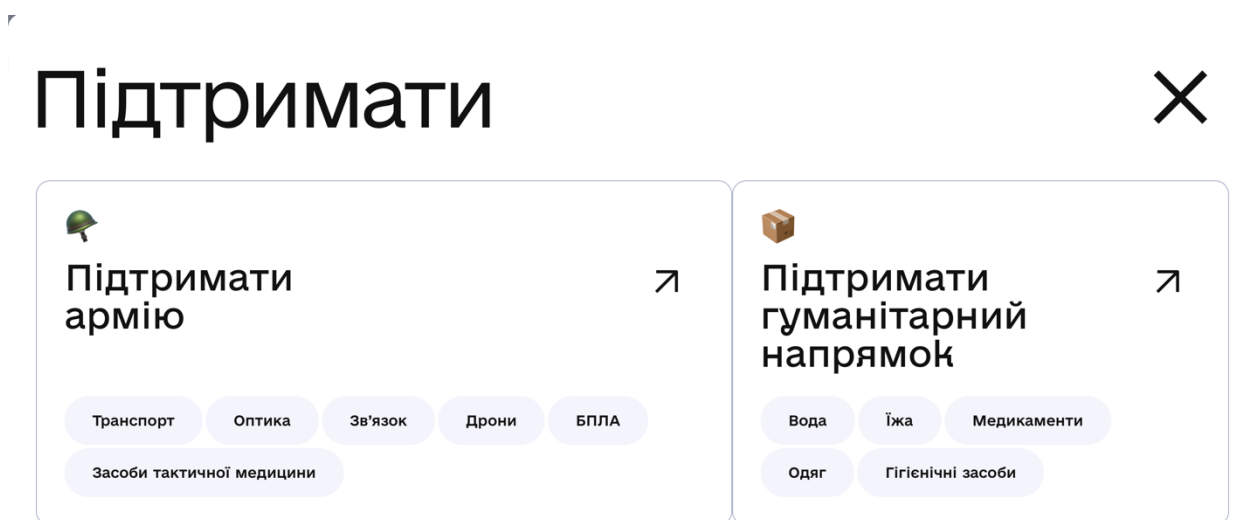 Підтримати
Підтримати
армію
Транспорт Оптика Зв’язок Дрони БПЛА
Засоби тактичної медицини
Підтримати
гуманітарний
напрямок
Вода Їжа Медикаменти
Одяг Гігієнічні засоби